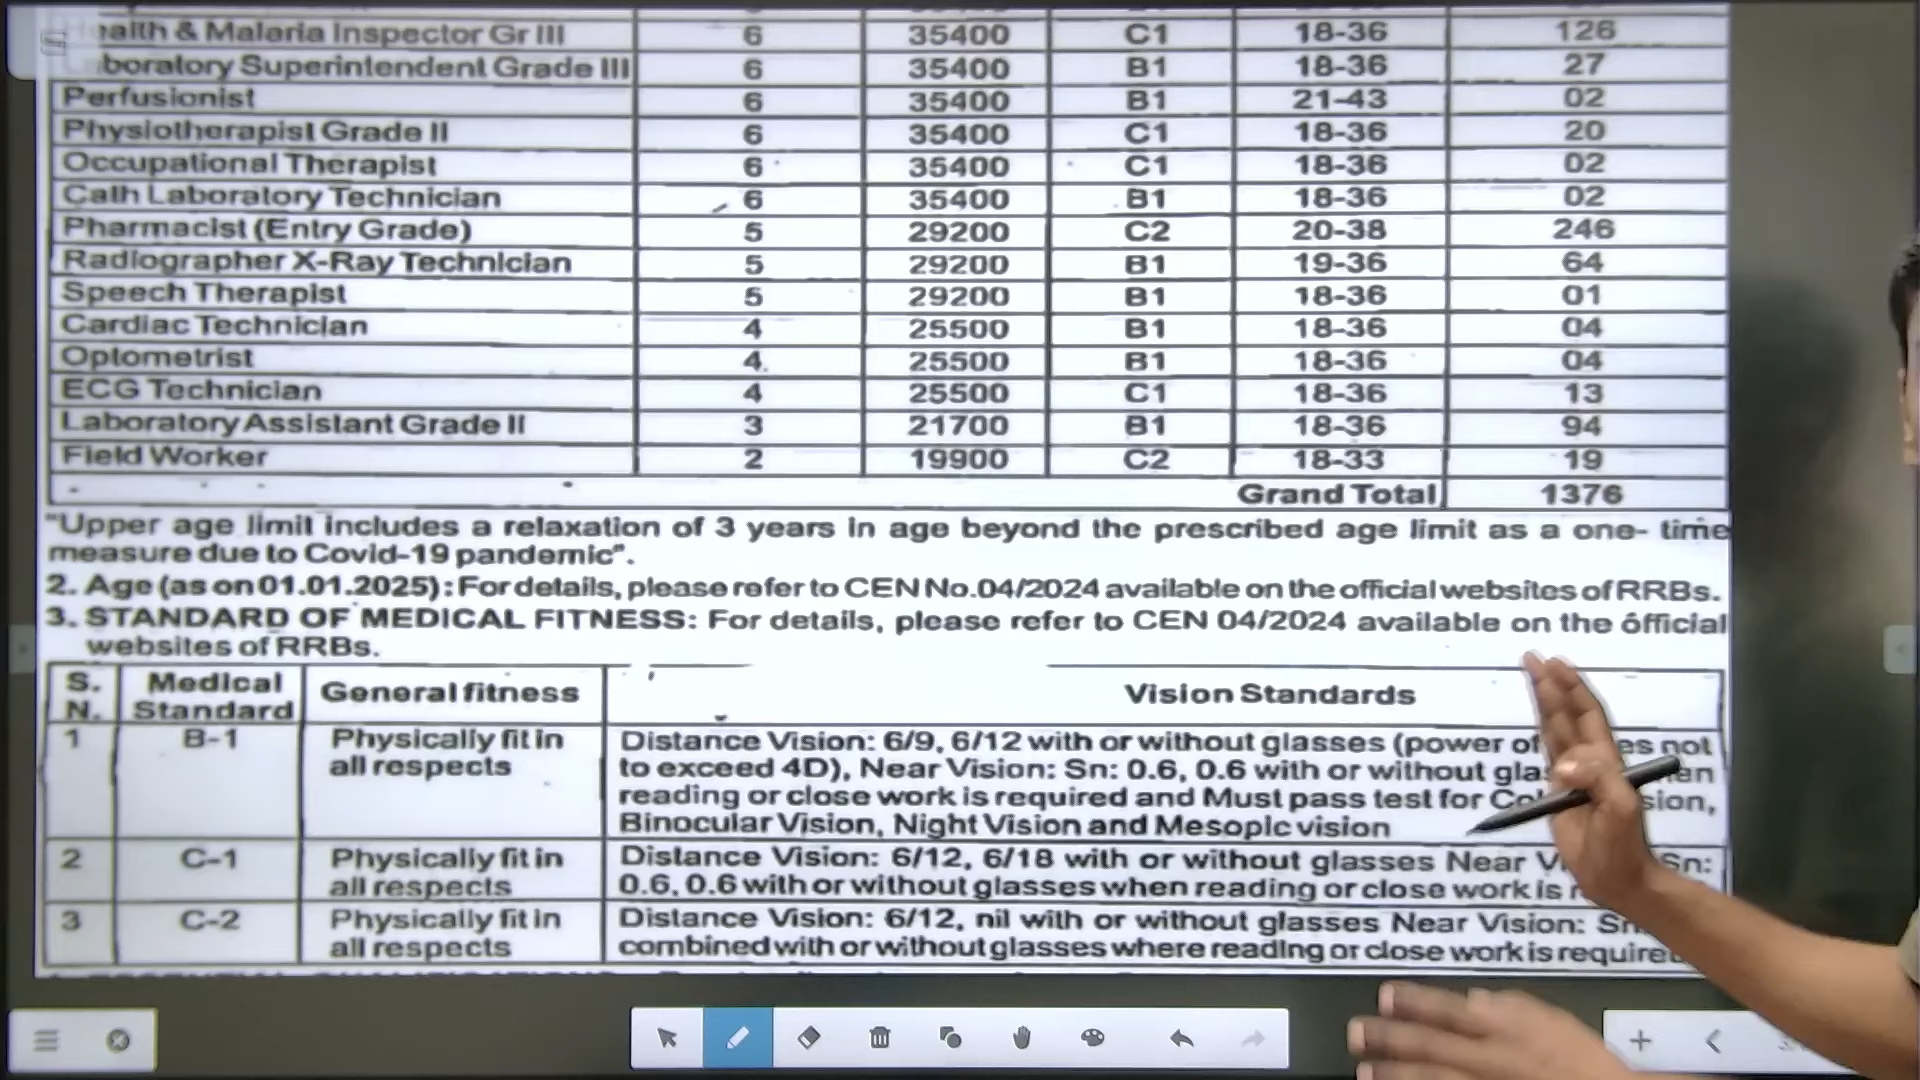 ealth & Malaria Inspector Gr III 6 35400 C1 18-36 126
boratory Superintendent Grade III 6 35400 B1 18-36 27
Perfusionist 6 35400 B1 21-43 02
Physiotherapist Grade II 6 35400 C1 18-36 20
Occupational Therapist 6 35400 C1 18-36 02
Cath Laboratory Technician 6 35400 B1 18-36 02
Pharmacist (Entry Grade) 5 29200 C2 20-38 246
Radiographer X-Ray Technician 5 29200 B1 19-36 64
Speech Therapist 5 29200 B1 18-36 01
Cardiac Technician 4 25500 B1 18-36 04
Optometrist 4 25500 B1 18-36 04
ECG Technician 4 25500 C1 18-36 13
Laboratory Assistant Grade II 3 21700 B1 18-36 94
Field Worker 2 19900 C2 18-33 19
Grand Total 1376
"Upper age limit includes a relaxation of 3 years in age beyond the prescribed age limit as a one- time
measure due to Covid-19 pandemic".
2. Age (as on 01.01.2025) : For details, please refer to CEN No.04/2024 available on the official websites of RRBs.
3. STANDARD OF MEDICAL FITNESS: For details, please refer to CEN 04/2024 available on the official
websites of RRBs.
S. N. Medical Standard General fitness Vision Standards
1 B-1 Physically fit in all respects
Distance Vision: 6/9, 6/12 with or without glasses (power of es not
to exceed 4D), Near Vision: Sn: 0.6, 0.6 with or without gla en
reading or close work is required and Must pass test for Co sion,
Binocular Vision, Night Vision and Mesopic vision
2 C-1 Physically fit in all respects
Distance Vision: 6/12, 6/18 with or without glasses Near V Sn:
0.6, 0.6 with or without glasses when reading or close work is r
3 C-2 Physically fit in all respects
Distance Vision: 6/12, nil with or without glasses Near Vision: Sn
combined with or without glasses where reading or close work is require